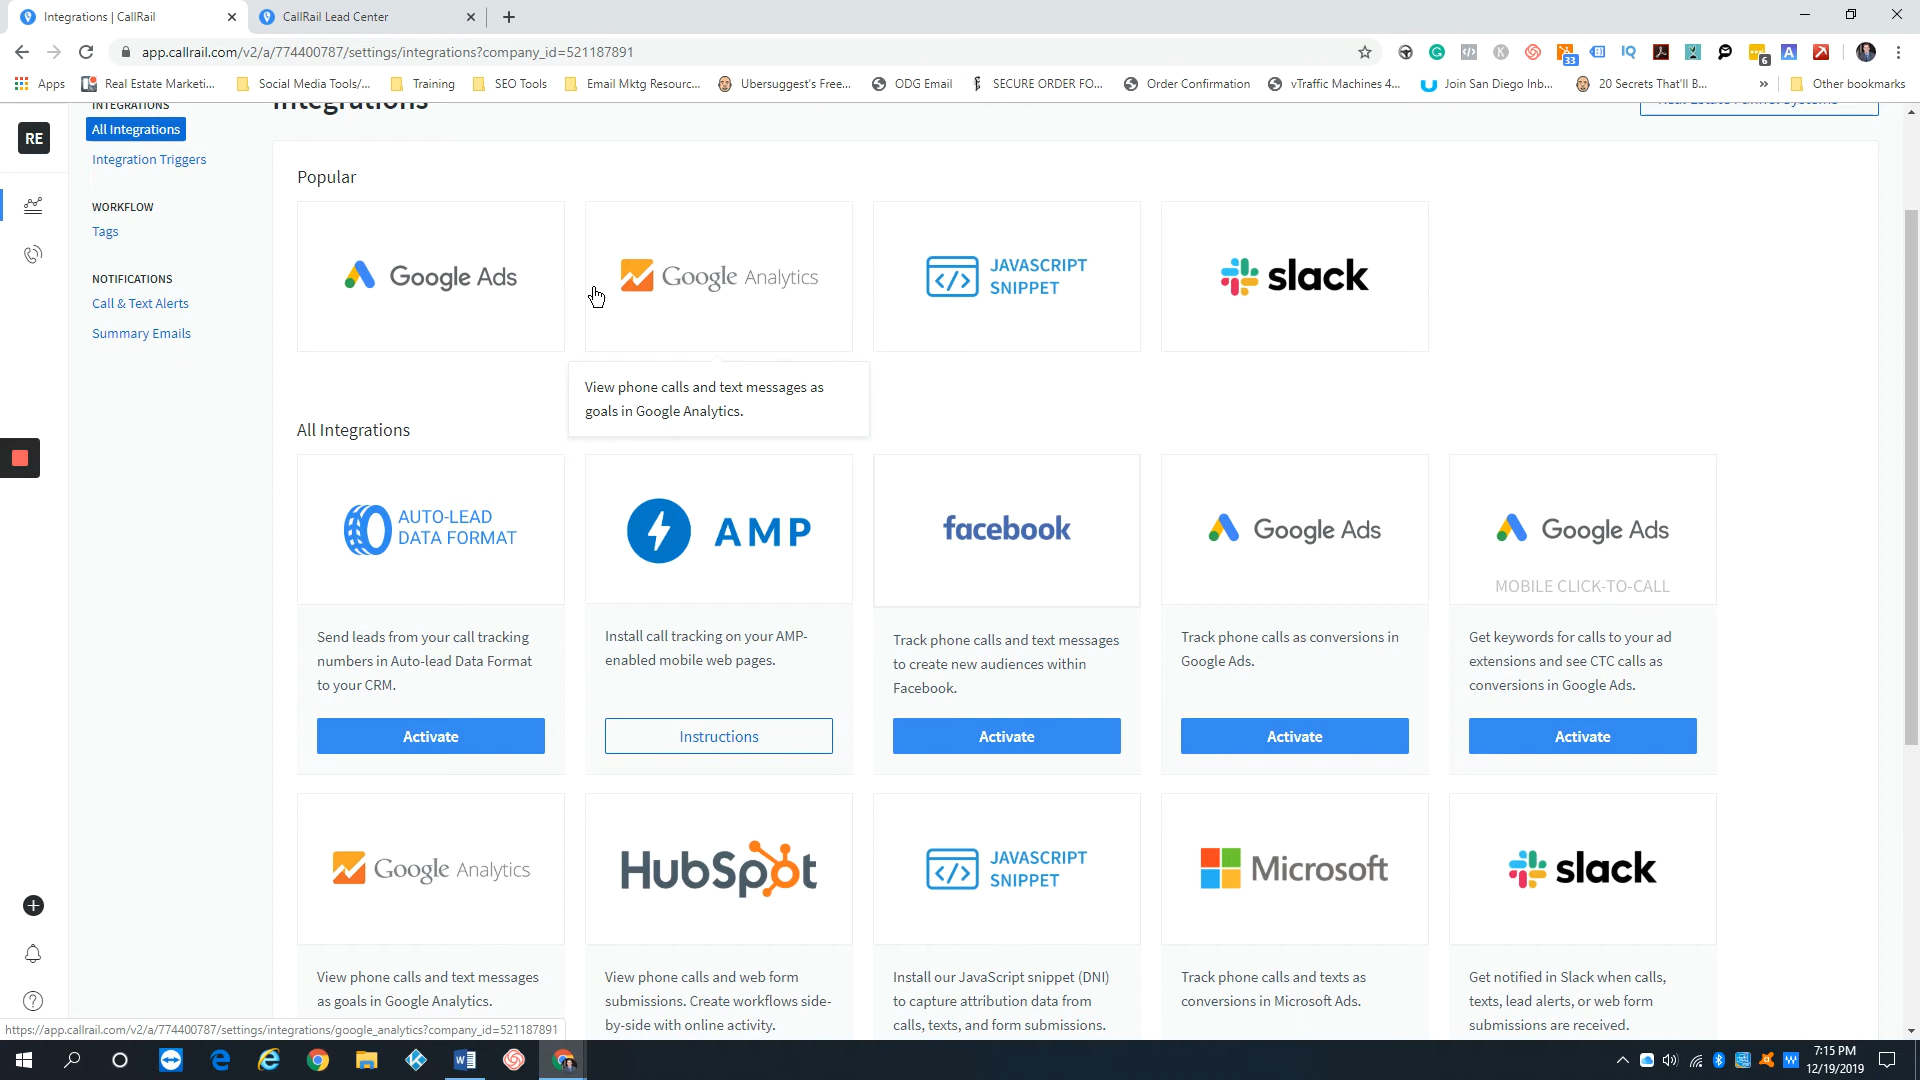 Integrations | CallRail
CallRail Lead Center
app.callrail.com/v2/a/774400787/settings/integrations?company_id=521187891
33
IQ
6
A
Apps
Real Estate Marketi...
Social Media Tools/...
Training
SEO Tools
Email Mktg Resourc...
Ubersuggest's Free...
ODG Email
SECURE ORDER FO...
Order Confirmation
vTraffic Machines 4...
Join San Diego Inb...
20 Secrets That'll B...
»
Other bookmarks
RE
INTEGRATIONS
All Integrations
Integration Triggers
WORKFLOW
Tags
NOTIFICATIONS
Call & Text Alerts
Summary Emails
Integrations
Popular
Google Ads
Google Analytics
JAVASCRIPT
SNIPPET
slack
View phone calls and text messages as
goals in Google Analytics.
All Integrations
AUTO-LEAD
DATA FORMAT
AMP
facebook
Google Ads
Google Ads
MOBILE CLICK-TO-CALL
Send leads from your call tracking
numbers in Auto-lead Data Format
to your CRM.
Install call tracking on your AMP-
enabled mobile web pages.
Track phone calls and text messages
to create new audiences within
Facebook.
Track phone calls as conversions in
Google Ads.
Get keywords for calls to your ad
extensions and see CTC calls as
conversions in Google Ads.
Activate
Instructions
Activate
Activate
Activate
Google Analytics
HubSpot
JAVASCRIPT
SNIPPET
Microsoft
slack
View phone calls and text messages
as goals in Google Analytics.
View phone calls and web form
submissions. Create workflows side-
by-side with online activity.
Install our JavaScript snippet (DNI)
to capture attribution data from
calls, texts, and form submissions.
Track phone calls and texts as
conversions in Microsoft Ads.
Get notified in Slack when calls,
texts, lead alerts, or web form
submissions are received.
https://app.callrail.com/v2/a/774400787/settings/integrations/google_analytics?company_id=521187891
7:15 PM
12/19/2019